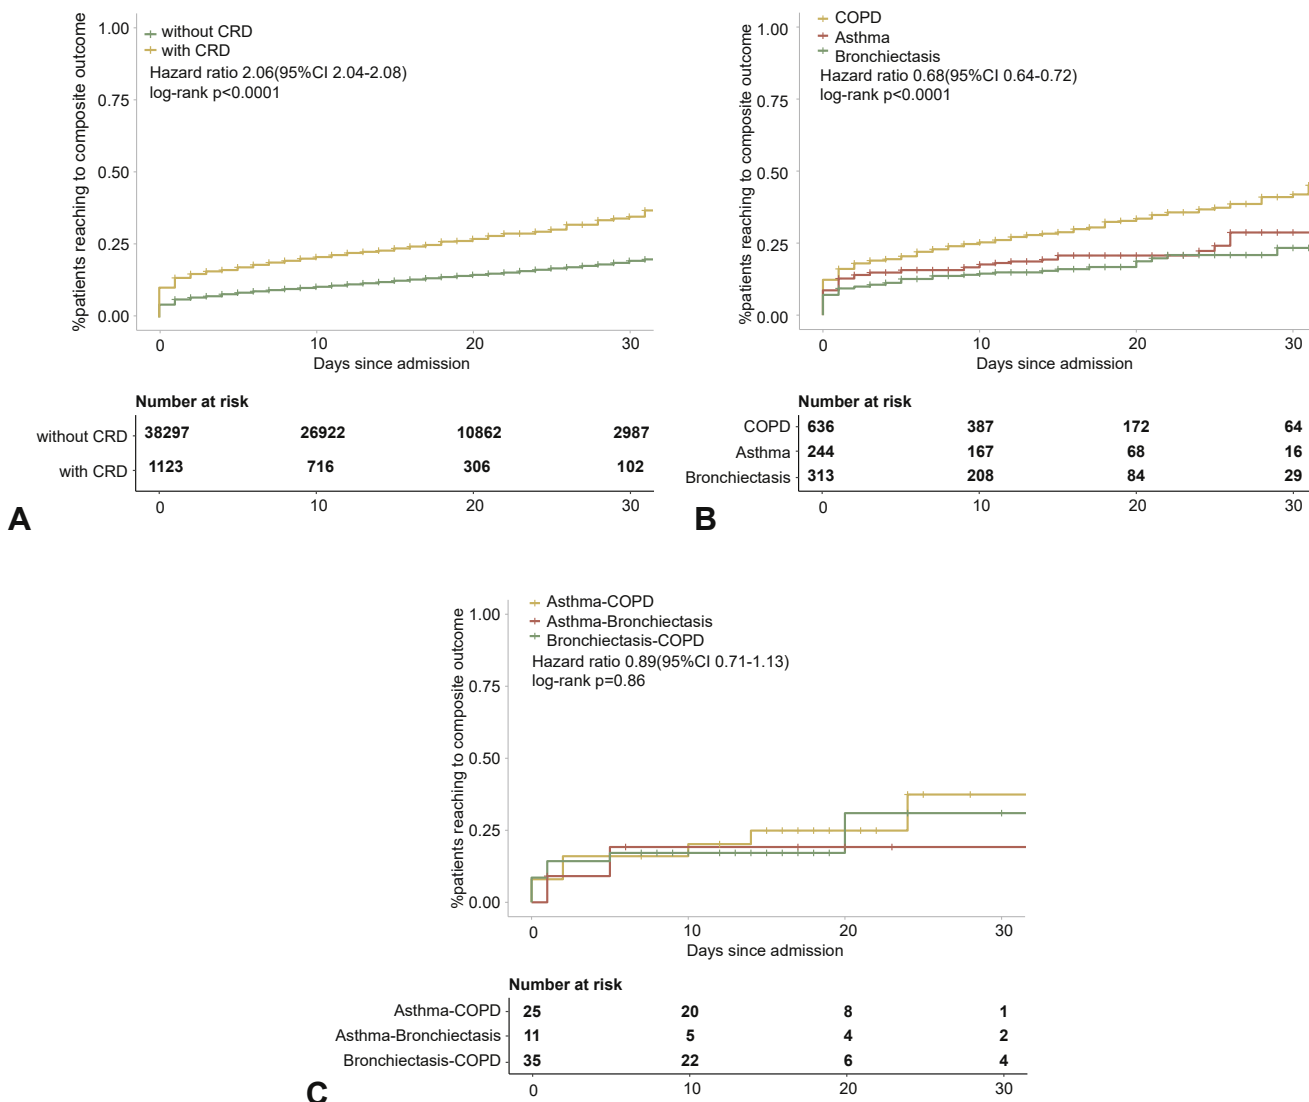 %patients reaching to composite outcome
1.00
0.75
0.50
0.25
0.00
without CRD
with CRD
Hazard ratio 2.06(95%CI 2.04-2.08)
log-rank p<0.0001
0 10 20 30
Days since admission
Number at risk
without CRD 38297 26922 10862 2987
with CRD 1123 716 306 102
0 10 20 30
A
%patients reaching to composite outcome
1.00
0.75
0.50
0.25
0.00
COPD
Asthma
Bronchiectasis
Hazard ratio 0.68(95%CI 0.64-0.72)
log-rank p<0.0001
0 10 20 30
Days since admission
Number at risk
COPD 636 387 172 64
Asthma 244 167 68 16
Bronchiectasis 313 208 84 29
0 10 20 30
B
%patients reaching to composite outcome
1.00
0.75
0.50
0.25
0.00
Asthma-COPD
Asthma-Bronchiectasis
Bronchiectasis-COPD
Hazard ratio 0.89(95%CI 0.71-1.13)
log-rank p=0.86
0 10 20 30
Days since admission
Number at risk
Asthma-COPD 25 20 8 1
Asthma-Bronchiectasis 11 5 4 2
Bronchiectasis-COPD 35 22 6 4
0 10 20 30
C